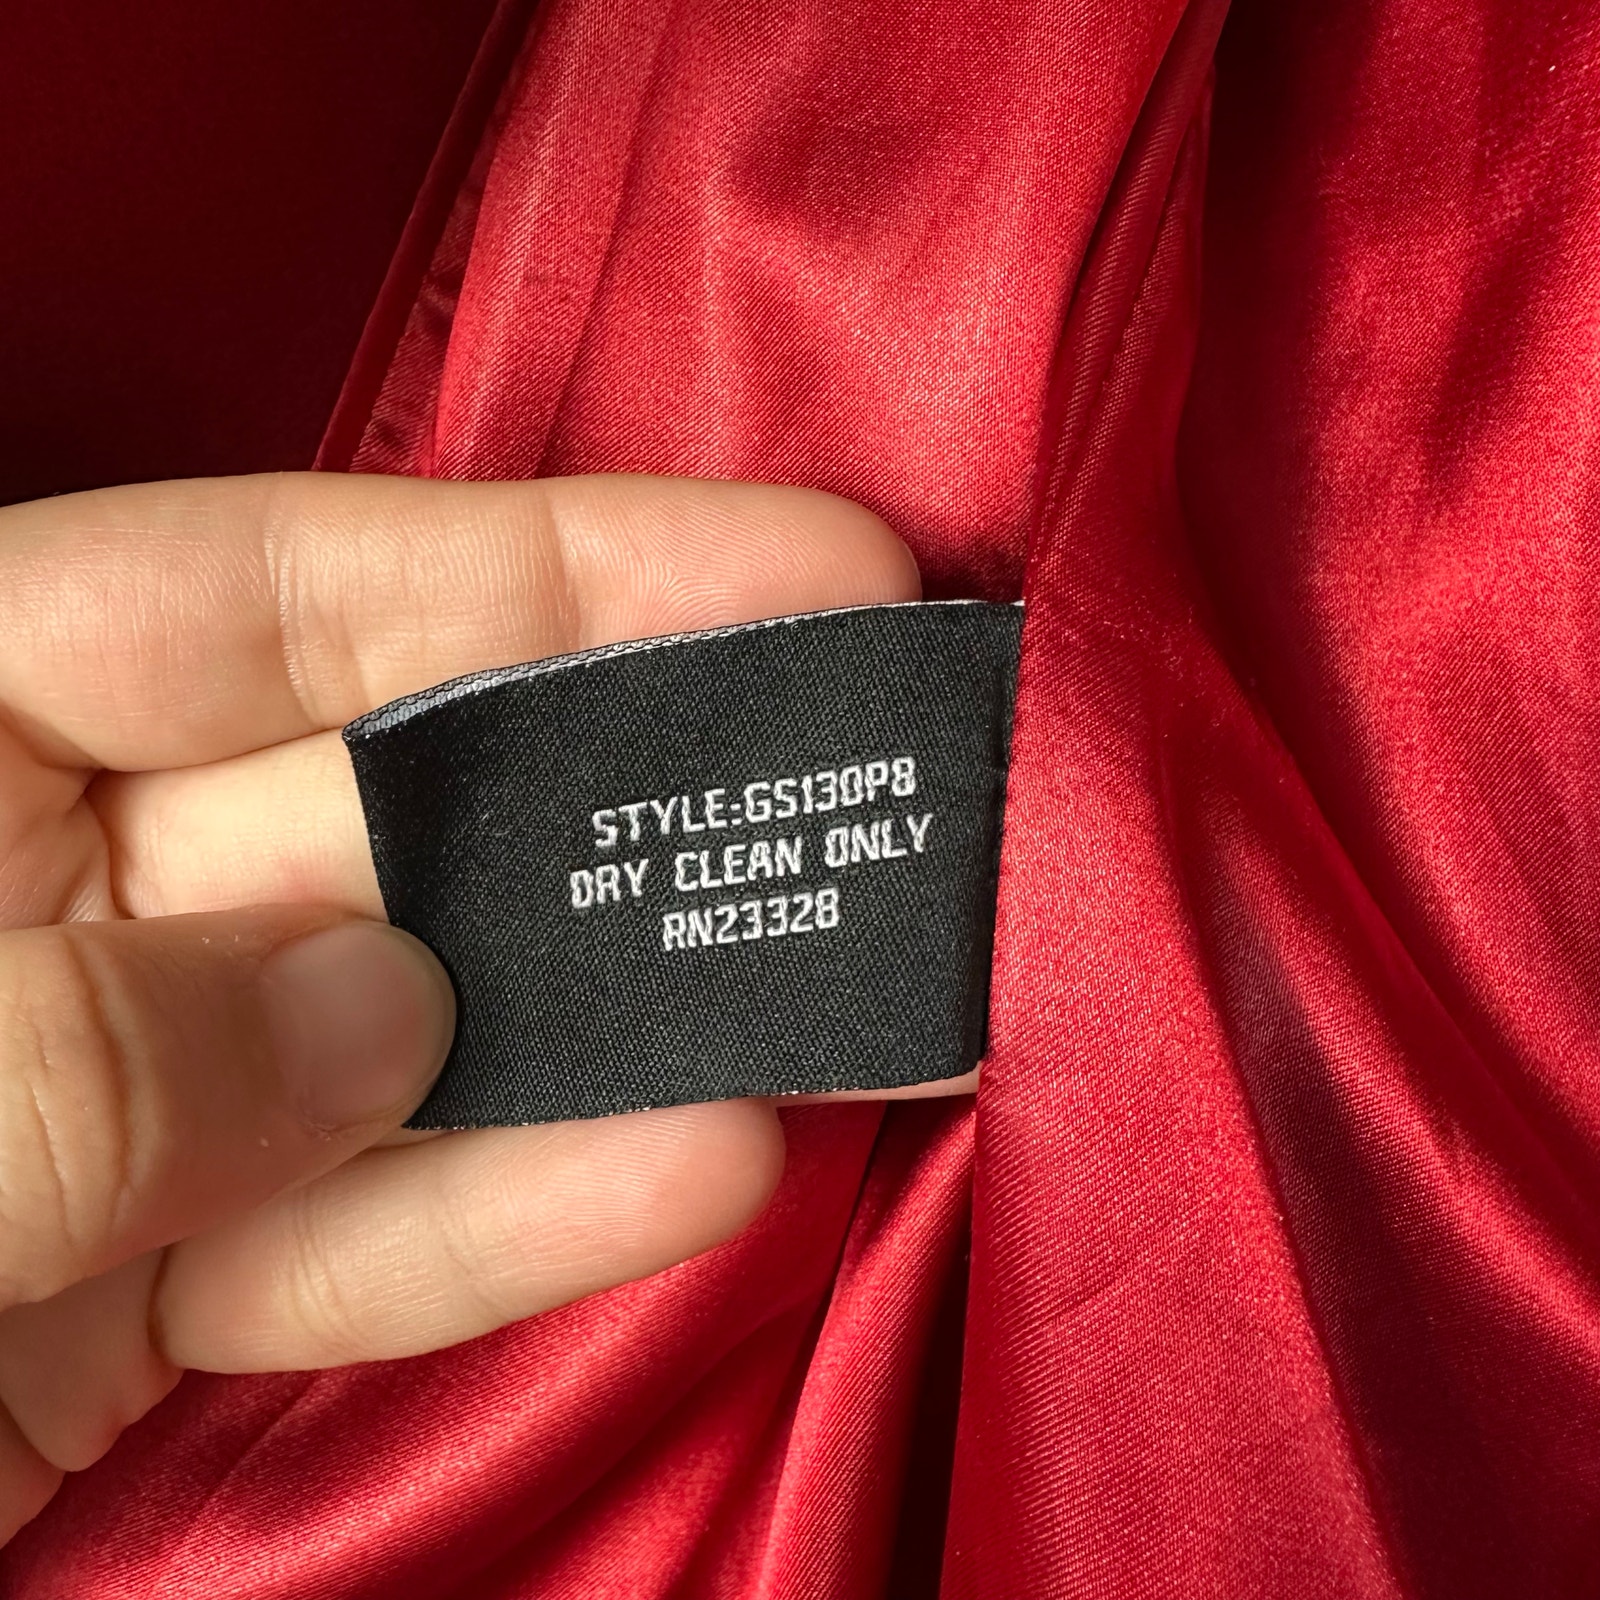 STYLE:GS130P8
DRY CLEAN ONLY
RN23328